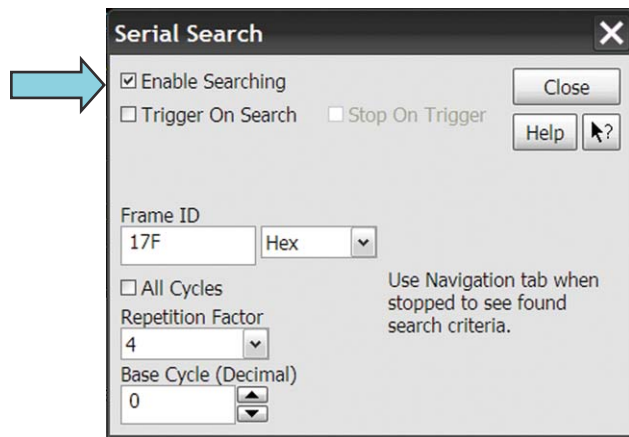 Serial Search
Enable Searching
Close
Trigger On Search
Stop On Trigger
Help
?
Frame ID
17F
Hex
All Cycles
Use Navigation tab when
stopped to see found
search criteria.
Repetition Factor
4
Base Cycle (Decimal)
0